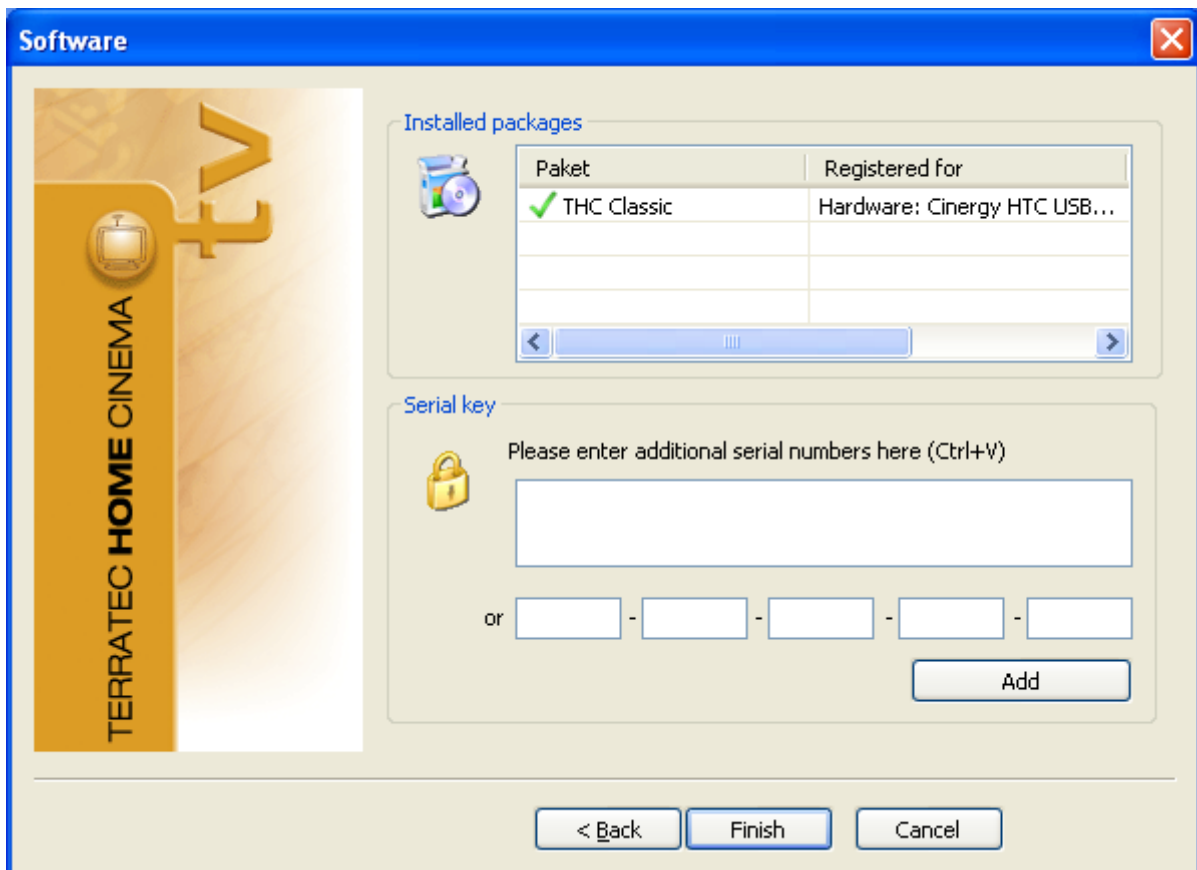 Software
tv
TERRATEC HOME CINEMA
Installed packages
Paket Registered for
THC Classic Hardware: Cinergy HTC USB...
Serial key
Please enter additional serial numbers here (Ctrl+V)
or - - - -
Add
< Back Finish Cancel